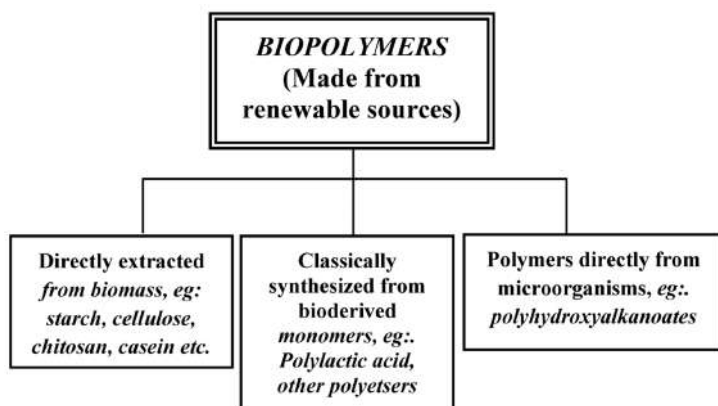 BIOPOLYMERS
(Made from
renewable sources)
Directly extracted
from biomass, eg:
starch, cellulose,
chitosan, casein etc.
Classically
synthesized from
bioderived
monomers, eg:.
Polylactic acid,
other polyetsers
Polymers directly from
microorganisms, eg:.
polyhydroxyalkanoates